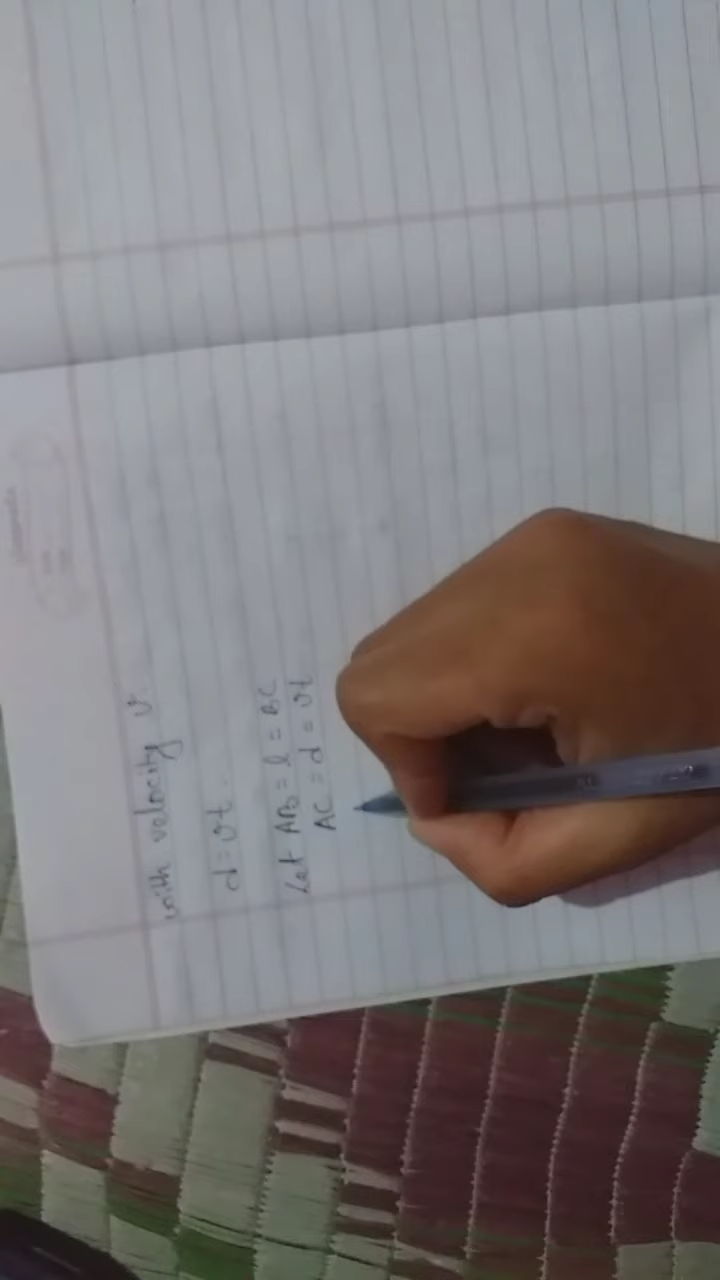 with velocity v.
d = vt.
Let AB = l = BC
AC = d = vt